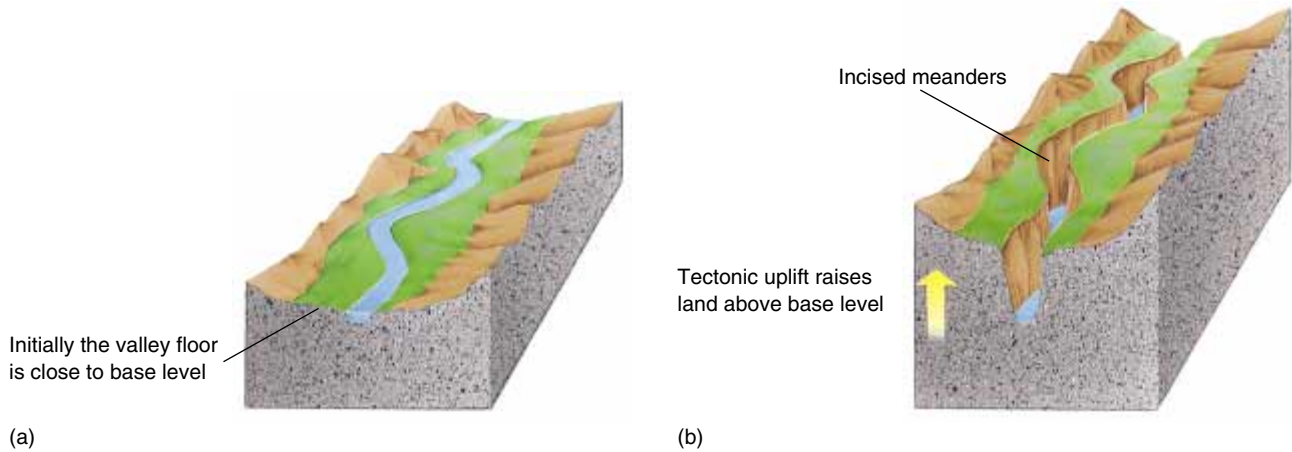 Initially the valley floor
is close to base level
(a)
Incised meanders
Tectonic uplift raises
land above base level
(b)